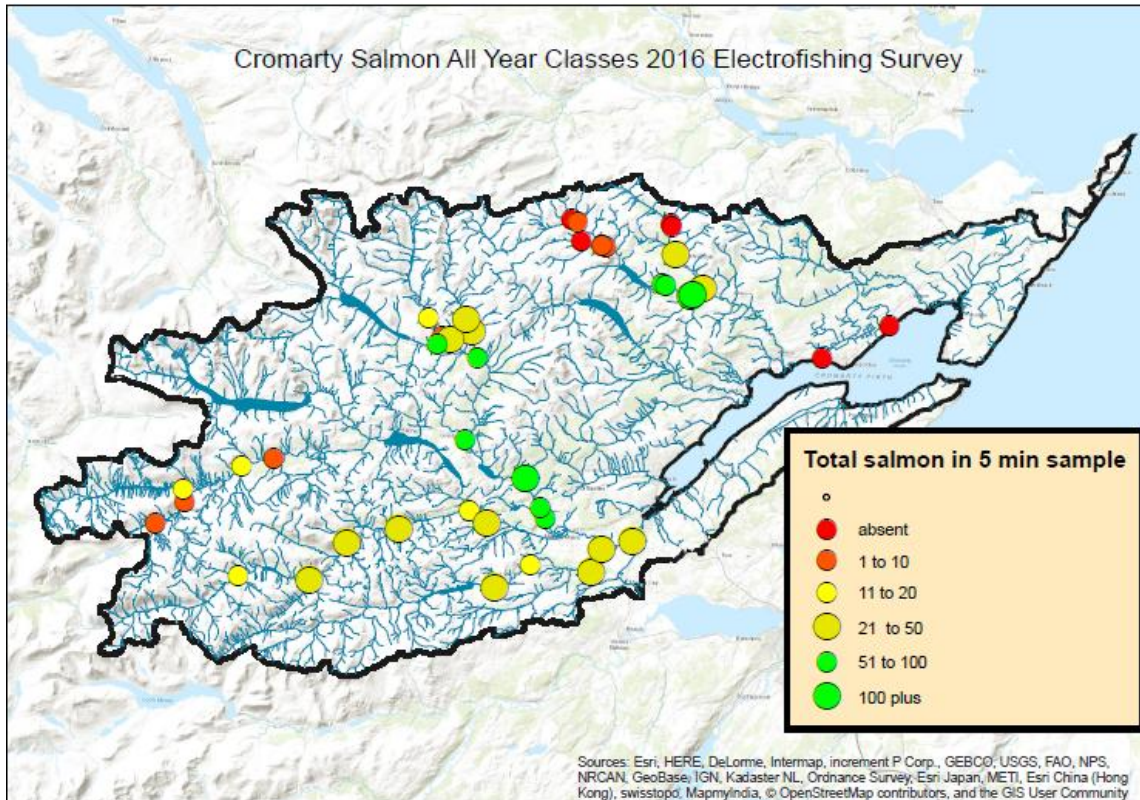 Cromarty Salmon All Year Classes 2016 Electrofishing Survey
CROMARTY FIRTH
Total salmon in 5 min sample
absent
1 to 10
11 to 20
21 to 50
51 to 100
100 plus
Sources: Esri, HERE, DeLorme, Intermap, increment P Corp., GEBCO, USGS, FAO, NPS,
NRCAN, GeoBase, IGN, Kadaster NL, Ordnance Survey, Esri Japan, METI, Esri China (Hong
Kong), swisstopo, MapmyIndia, © OpenStreetMap contributors, and the GIS User Community